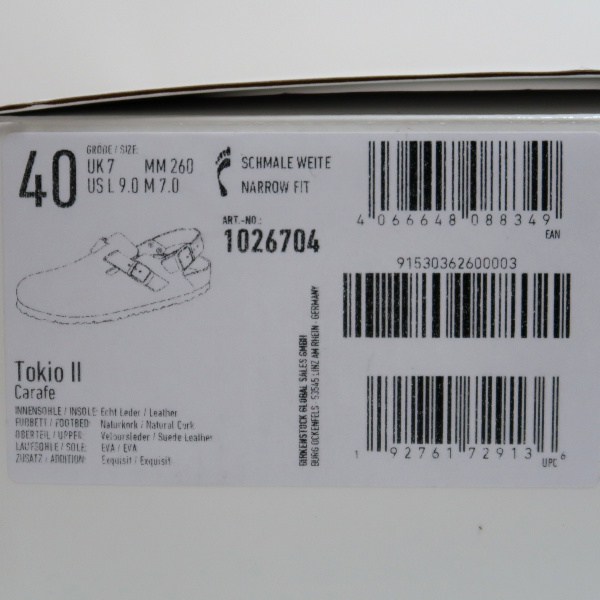 40
GRÖßE / SIZE:
UK 7 MM 260
US L 9.0 M 7.0
SCHMALE WEITE
NARROW FIT
ART.-NO.:
1026704
4 066648 088349
EAN
91530362600003
Tokio II
Carafe
INNENSOHLE / INSOLE: Echt Leder / Leather
FUßBETT / FOOTBED: Naturkork / Natural Cork
OBERTEIL / UPPER: Veloursleder / Suede Leather
LAUFSOHLE / SOLE: EVA / EVA
ZUSATZ / ADDITION: Exquisit / Exquisit
BIRKENSTOCK GLOBAL SALES GMBH
BURG OCKENFELS · 53545 LINZ AM RHEIN · GERMANY
1 92761 72913 6
UPC